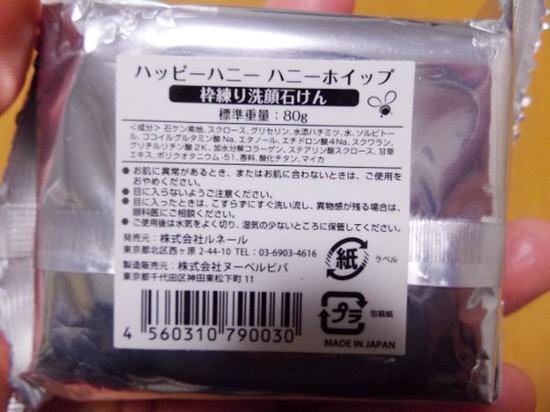 ハッピーハニー ハニーホイップ
枠練り洗顔石けん
標準重量：80g
＜成分＞石ケン素地、スクロース、グリセリン、水添ハチミツ、水、ソルビトー
ル、ココイルグルタミン酸Na、エタノール、エチドロン酸4Na、スクワラン、
グリチルリチン酸2K、加水分解コラーゲン、ステアリン酸スクロース、甘草
エキス、ポリクオタニウム-51、香料、酸化チタン、マイカ
●お肌に異常があるとき、またはお肌に合わないときは、ご使用を
おやめください。
●目に入らないようご注意ください。
●目に入ったときは、こすらずにすぐ洗い流し、異物感が残る場合は、
眼科医にご相談ください。
●ご使用後は水気をよく切り、湿気の少ないところに保管してください。
発売元：株式会社ルネール
東京都北区西ヶ原 2-44-10 TEL: 03-6903-4616
製造販売元：株式会社ヌーベルビバ
東京都千代田区神田東松下町 11
紙 ラベル
プラ 包装紙
4 560310 790030
MADE IN JAPAN